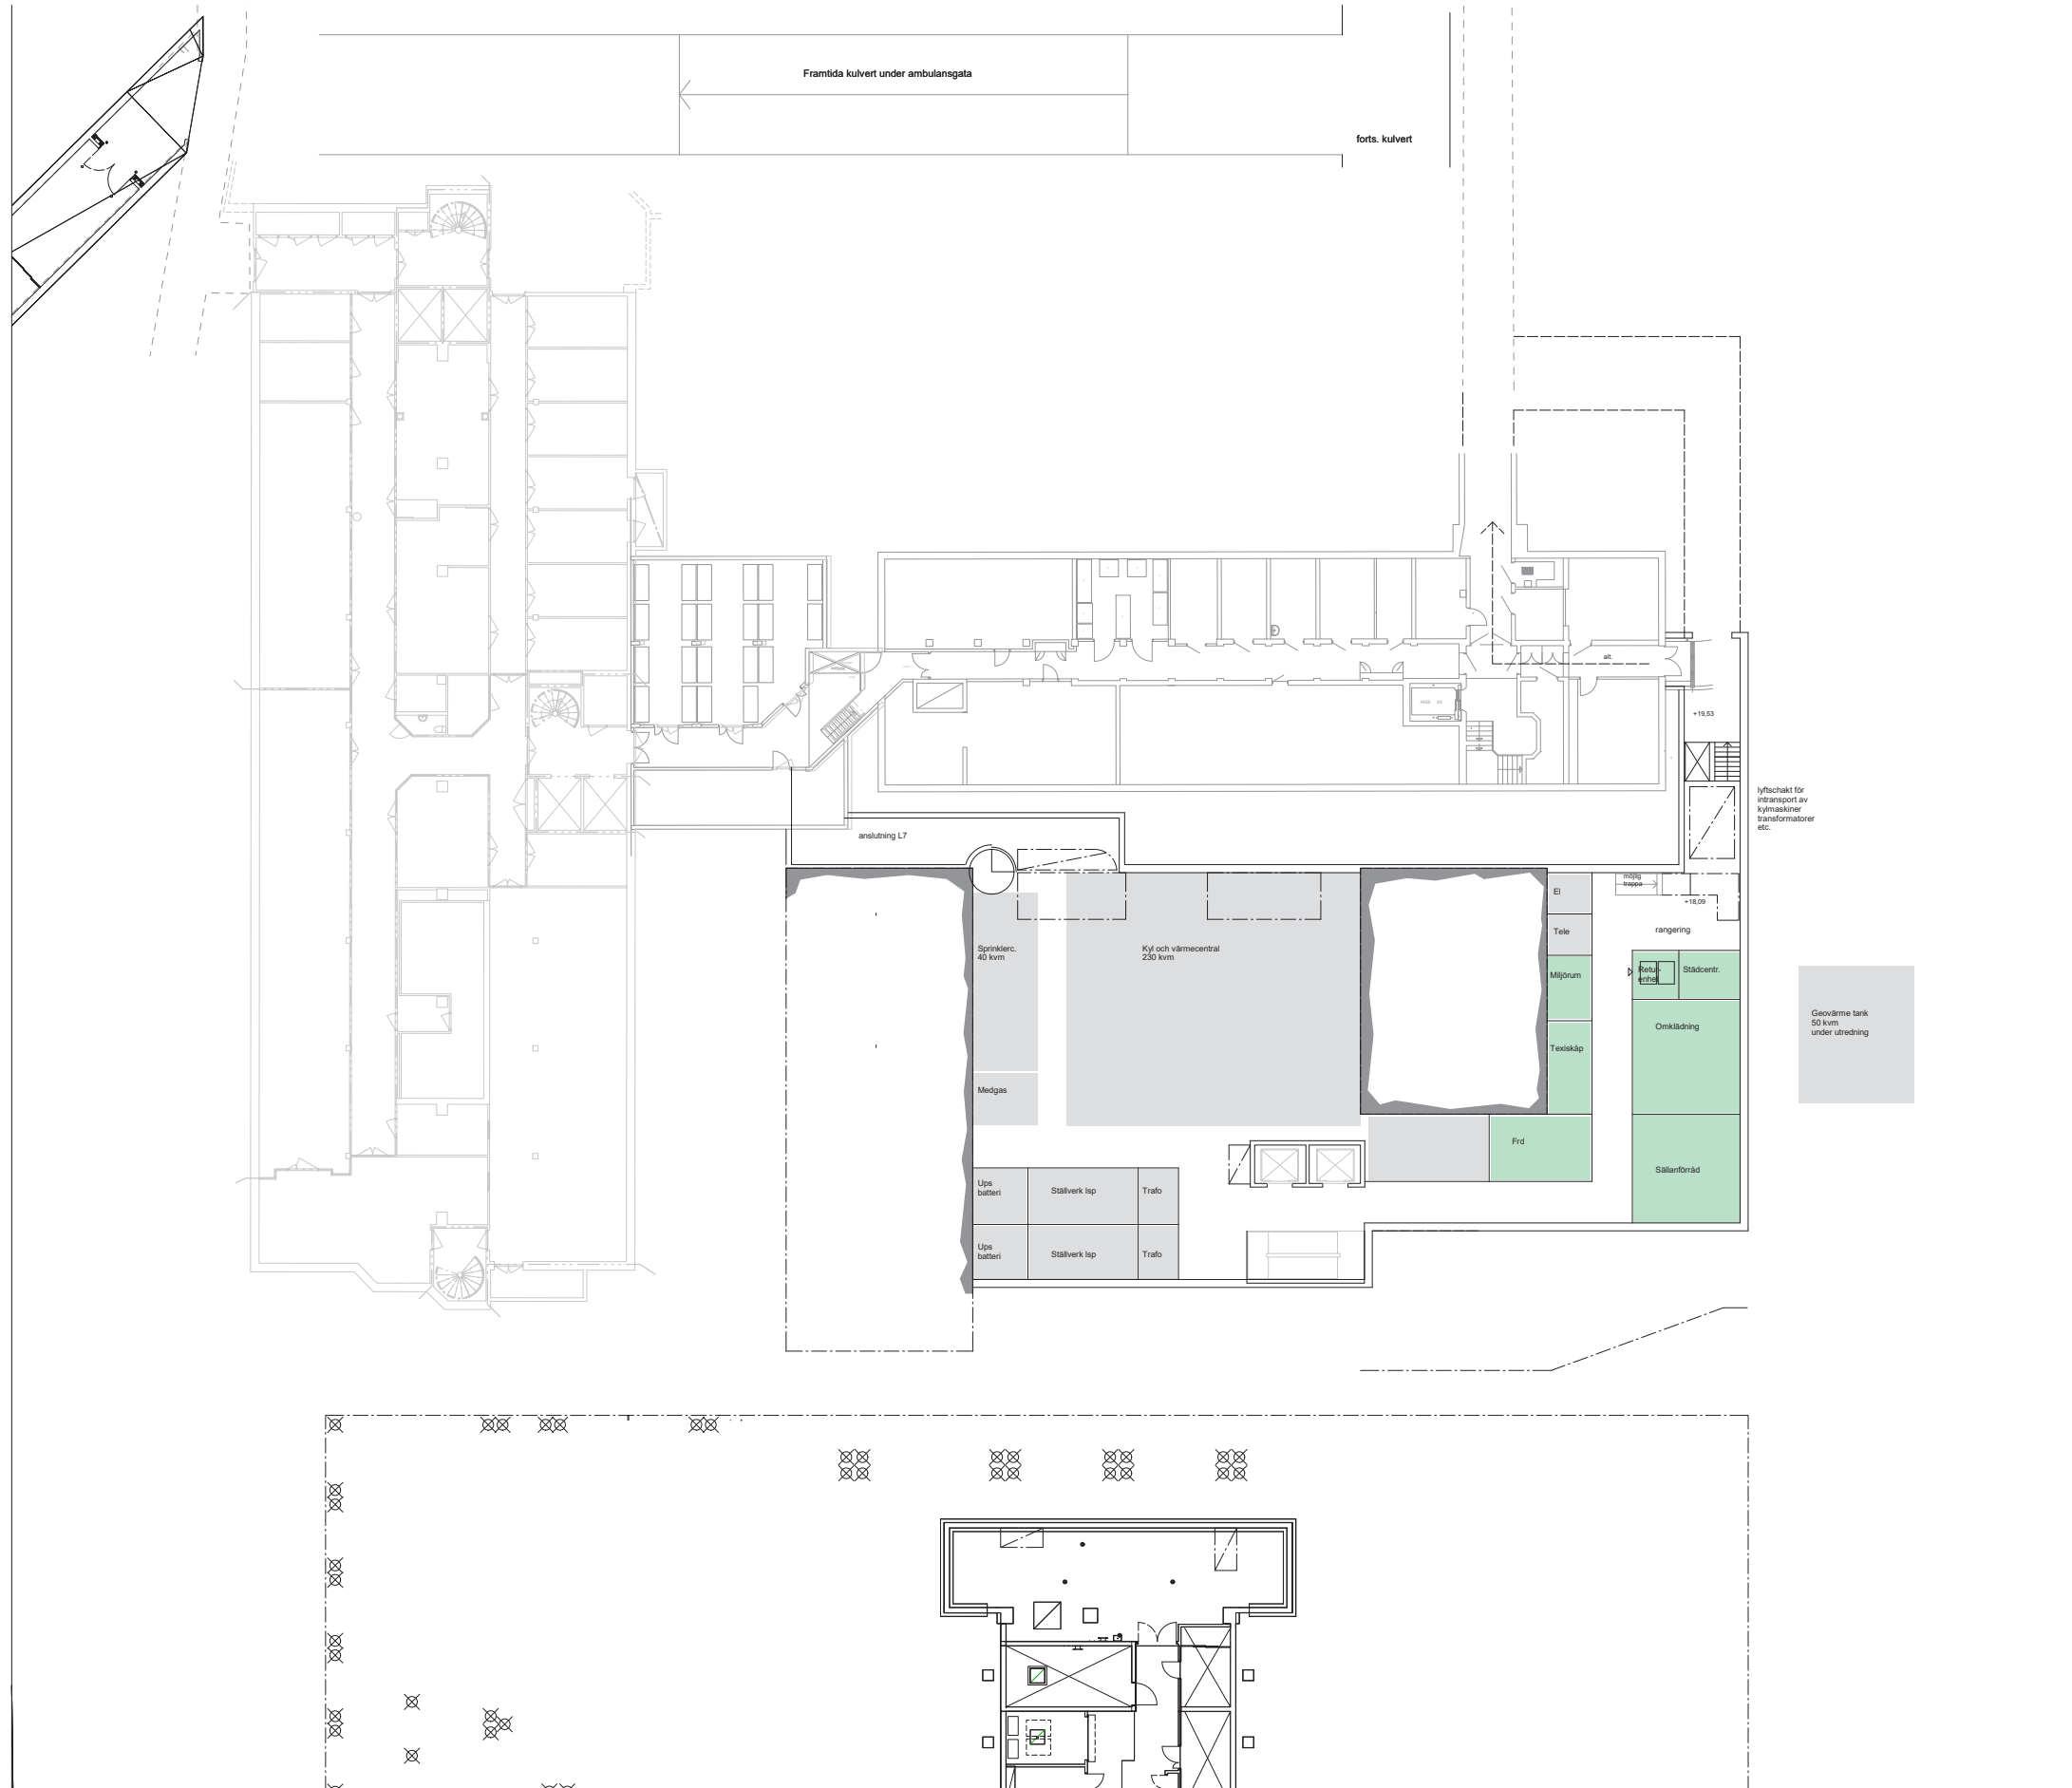 Framtida kulvert under ambulansgata
forts. kulvert
alt.
+19,53
lyftschakt för
intransport av
kylmaskiner
transformatorer
etc.
anslutning L7
möjlig
trappa
+18,09
El
Tele
rangering
Sprinklerc.
40 kvm
Kyl och värmecentral
230 kvm
Miljörum
Retur-
enhet
Städcentr.
Geovärme tank
50 kvm
under utredning
Omklädning
Texiskåp
Medgas
Frd
Sällanförråd
Ups
batteri
Ställverk lsp
Trafo
Ups
batteri
Ställverk lsp
Trafo